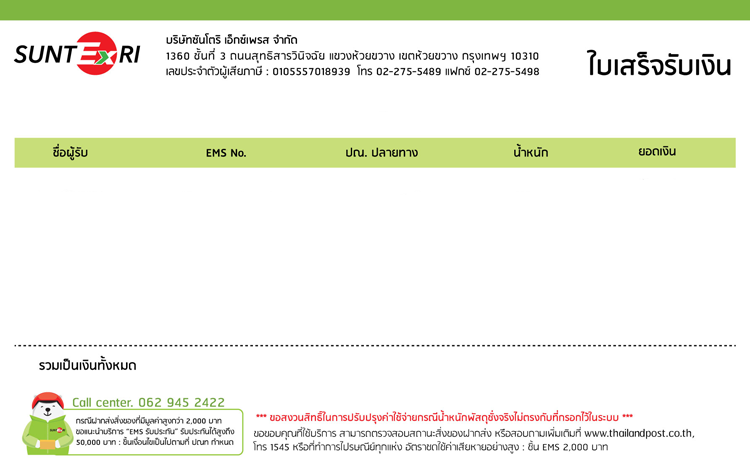 SUNTExRI
บริษัทซันโตริ เอ็กซ์เพรส จำกัด
1360 ชั้นที่ 3 ถนนสุทธิสารวินิจฉัย แขวงห้วยขวาง เขตห้วยขวาง กรุงเทพฯ 10310
เลขประจำตัวผู้เสียภาษี : 0105557018939 โทร 02-275-5489 แฟกซ์ 02-275-5498
ใบเสร็จรับเงิน
ชื่อผู้รับ EMS No. ปณ. ปลายทาง น้ำหนัก ยอดเงิน
รวมเป็นเงินทั้งหมด
Call center. 062 945 2422
กรณีฝากส่งสิ่งของที่มีมูลค่าสูงกว่า 2,000 บาท
ขอแนะนำบริการ "EMS รับประกัน" รับประกันได้สูงถึง
50,000 บาท : ชิ้นเงื่อนไขเป็นไปตามที่ ปณท กำหนด
*** ขอสงวนสิทธิ์ในการปรับปรุงค่าใช้จ่ายกรณีน้ำหนักพัสดุชั่งจริงไม่ตรงกับที่กรอกไว้ในระบบ ***
ขอขอบคุณที่ใช้บริการ สามารถตรวจสอบสถานะสิ่งของฝากส่ง หรือสอบถามเพิ่มเติมที่ www.thailandpost.co.th,
โทร 1545 หรือที่ทำการไปรษณีย์ทุกแห่ง อัตราชดใช้ค่าเสียหายอย่างสูง : ชิ้น EMS 2,000 บาท